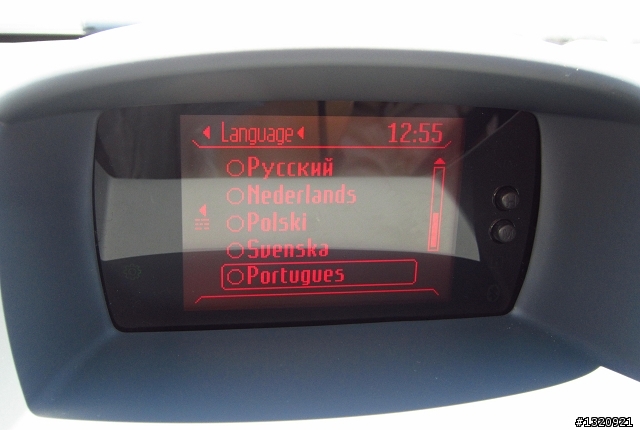 Language
12:55
Русский
Nederlands
Polski
Svenska
Portugues
#1320921